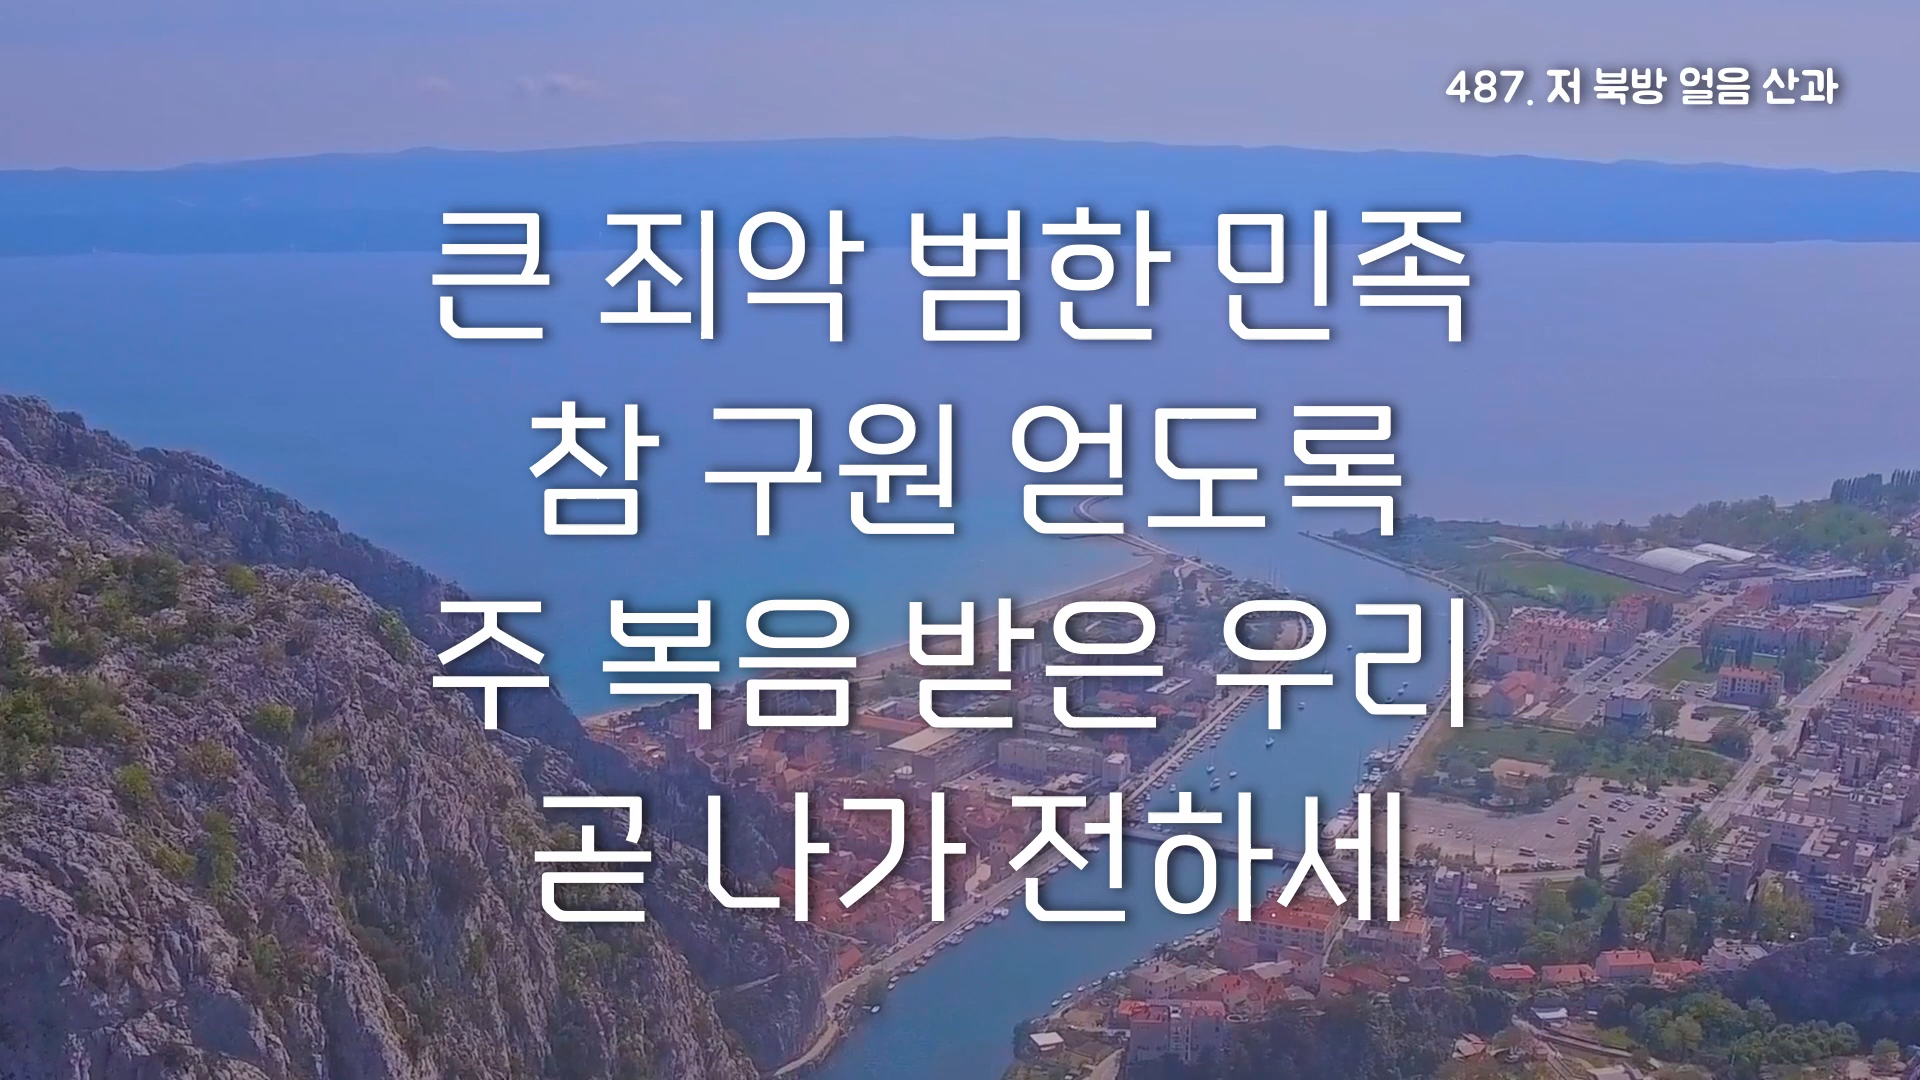 487. 저 북방 얼음 산과
큰 죄악 범한 민족
참 구원 얻도록
주 복음 받은 우리
곧 나가 전하세